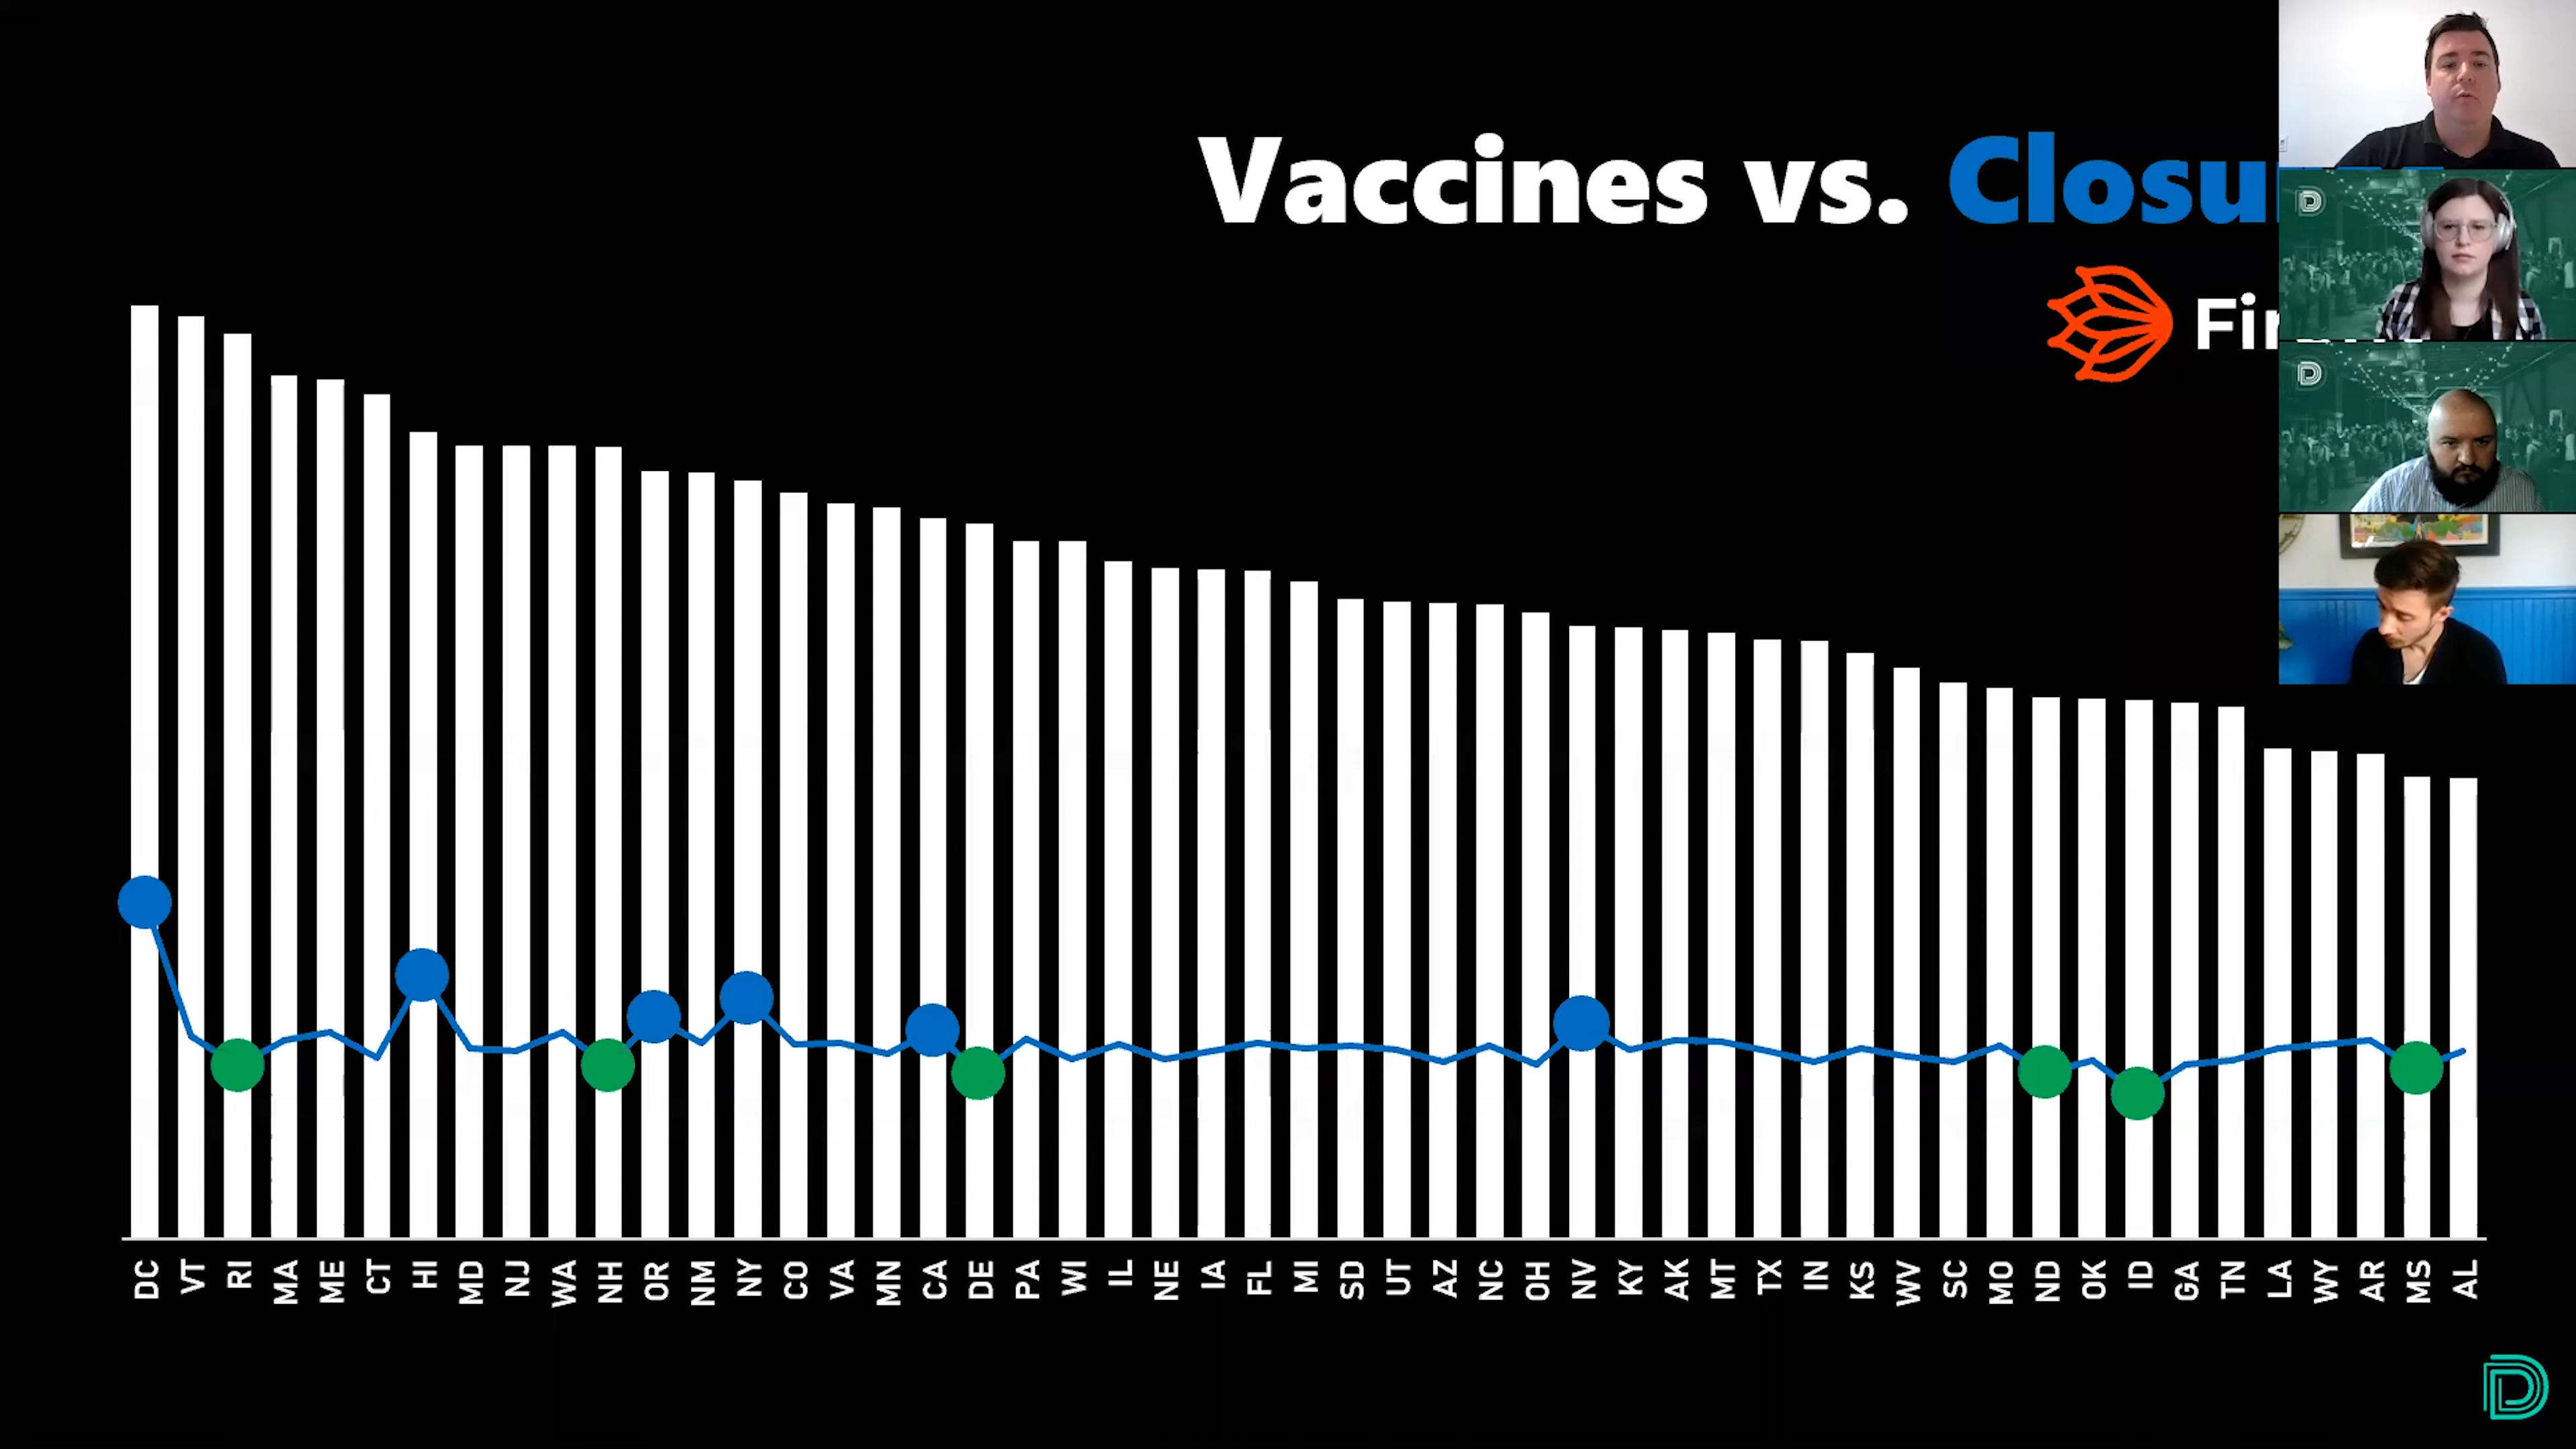 Vaccines vs. Closu
Fir
DC VT RI MA ME CT HI MD NJ WA NH OR NM NY CO VA MN CA DE PA WI IL NE IA FL MI SD UT AZ NC OH NV KY AK MT TX IN KS WV SC MO ND OK ID GA TN LA WY AR MS AL